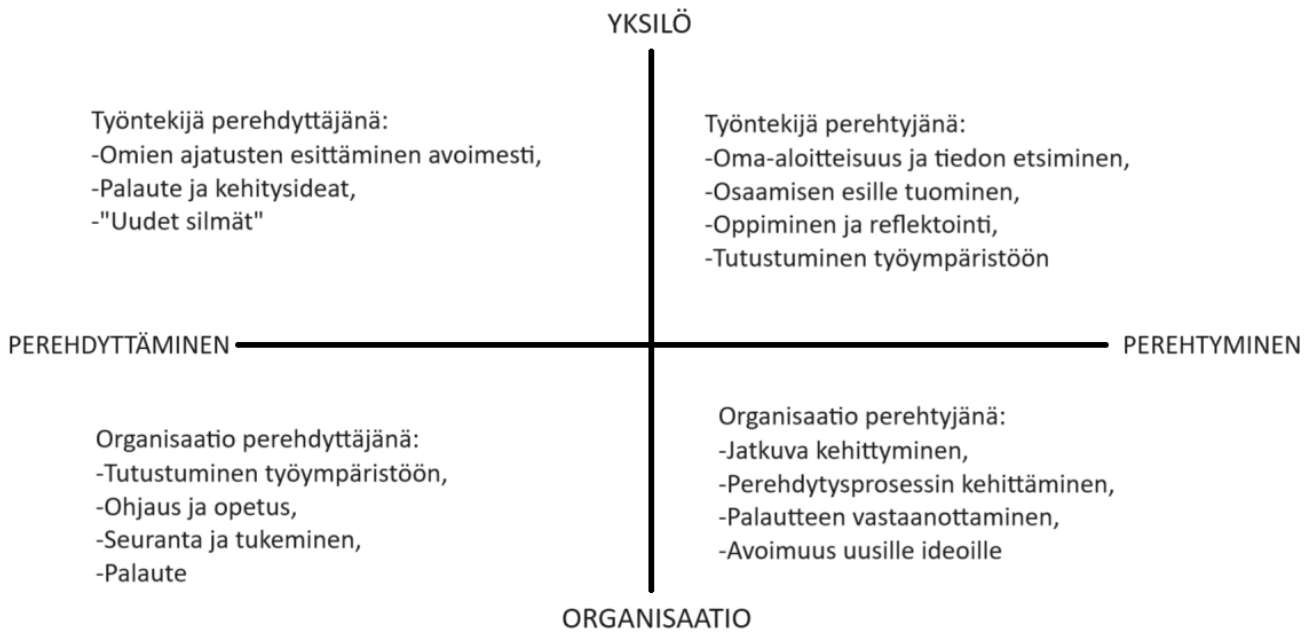 YKSILÖ
Työntekijä perehdyttäjänä:
-Omien ajatusten esittäminen avoimesti,
-Palaute ja kehitysideat,
-"Uudet silmät"
Työntekijä perehtyjänä:
-Oma-aloitteisuus ja tiedon etsiminen,
-Osaamisen esille tuominen,
-Oppiminen ja reflektointi,
-Tutustuminen työympäristöön
PEREHDYTTÄMINEN
PEREHTYMINEN
Organisaatio perehdyttäjänä:
-Tutustuminen työympäristöön,
-Ohjaus ja opetus,
-Seuranta ja tukeminen,
-Palaute
Organisaatio perehtyjänä:
-Jatkuva kehittyminen,
-Perehdytysprosessin kehittäminen,
-Palautteen vastaanottaminen,
-Avoimuus uusille ideoille
ORGANISAATIO